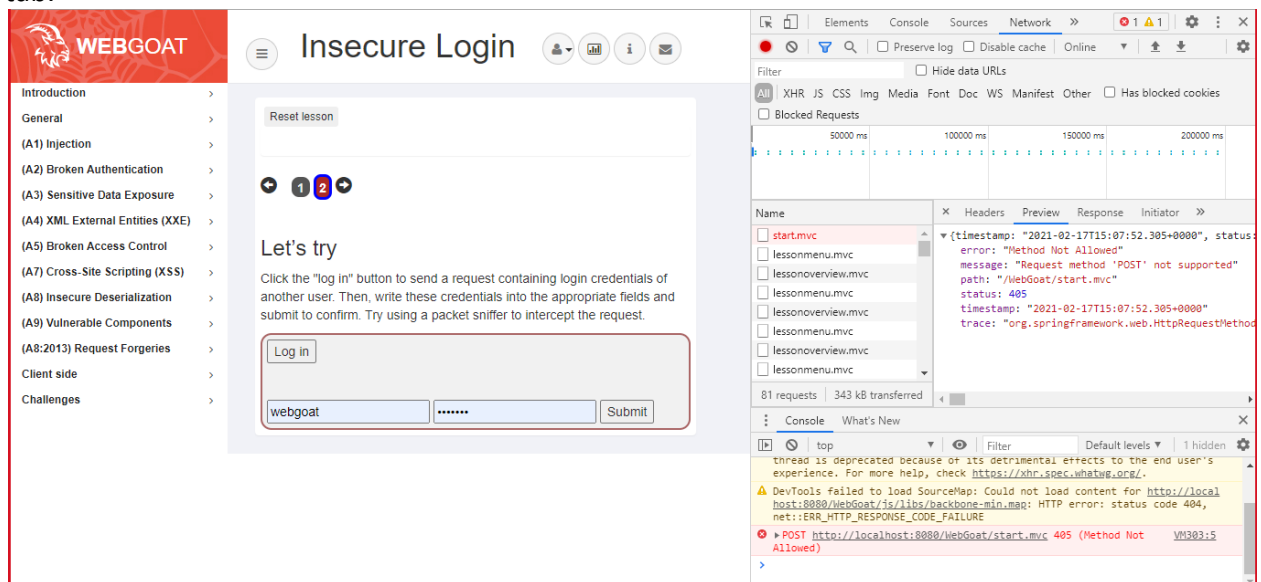 WEBGOAT
Introduction
General
(A1) Injection
(A2) Broken Authentication
(A3) Sensitive Data Exposure
(A4) XML External Entities (XXE)
(A5) Broken Access Control
(A7) Cross-Site Scripting (XSS)
(A8) Insecure Deserialization
(A9) Vulnerable Components
(A8:2013) Request Forgeries
Client side
Challenges
Insecure Login
Reset lesson
1 2
Let's try
Click the "log in" button to send a request containing login credentials of
another user. Then, write these credentials into the appropriate fields and
submit to confirm. Try using a packet sniffer to intercept the request.
Log in
webgoat ••••••• Submit
Elements Console Sources Network » 1 1
Preserve log Disable cache Online
Filter Hide data URLs
All XHR JS CSS Img Media Font Doc WS Manifest Other Has blocked cookies
Blocked Requests
50000 ms 100000 ms 150000 ms 200000 ms
Name
start.mvc
lessonmenu.mvc
lessonoverview.mvc
lessonmenu.mvc
lessonoverview.mvc
lessonmenu.mvc
lessonoverview.mvc
lessonmenu.mvc
81 requests 343 kB transferred
× Headers Preview Response Initiator »
{timestamp: "2021-02-17T15:07:52.305+0000", status:
error: "Method Not Allowed"
message: "Request method 'POST' not supported"
path: "/WebGoat/start.mvc"
status: 405
timestamp: "2021-02-17T15:07:52.305+0000"
trace: "org.springframework.web.HttpRequestMethod
Console What's New
top Filter Default levels 1 hidden
thread is deprecated because of its detrimental effects to the end user's
experience. For more help, check https://xhr.spec.whatwg.org/.
DevTools failed to load SourceMap: Could not load content for http://local
host:8080/WebGoat/js/libs/backbone-min.map: HTTP error: status code 404,
net::ERR_HTTP_RESPONSE_CODE_FAILURE
POST http://localhost:8080/WebGoat/start.mvc 405 (Method Not VM303:5
Allowed)
>